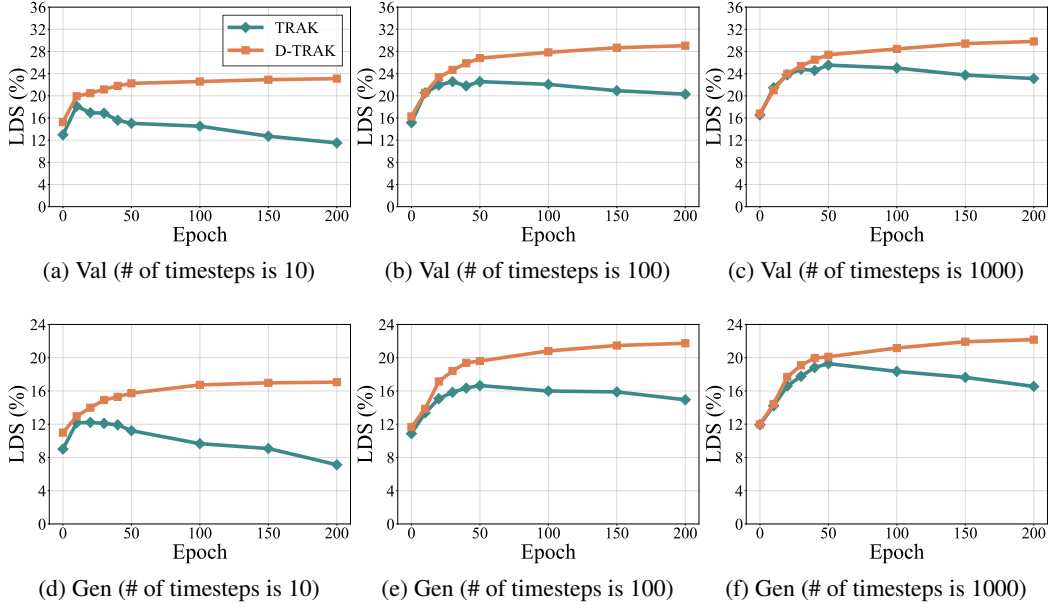 TRAK
D-TRAK
LDS (%)
36
32
28
24
20
16
12
8
4
0
0 50 100 150 200
Epoch
(a) Val (# of timesteps is 10)
LDS (%)
36
32
28
24
20
16
12
8
4
0
0 50 100 150 200
Epoch
(b) Val (# of timesteps is 100)
LDS (%)
36
32
28
24
20
16
12
8
4
0
0 50 100 150 200
Epoch
(c) Val (# of timesteps is 1000)
LDS (%)
24
20
16
12
8
4
0
0 50 100 150 200
Epoch
(d) Gen (# of timesteps is 10)
LDS (%)
24
20
16
12
8
4
0
0 50 100 150 200
Epoch
(e) Gen (# of timesteps is 100)
LDS (%)
24
20
16
12
8
4
0
0 50 100 150 200
Epoch
(f) Gen (# of timesteps is 1000)